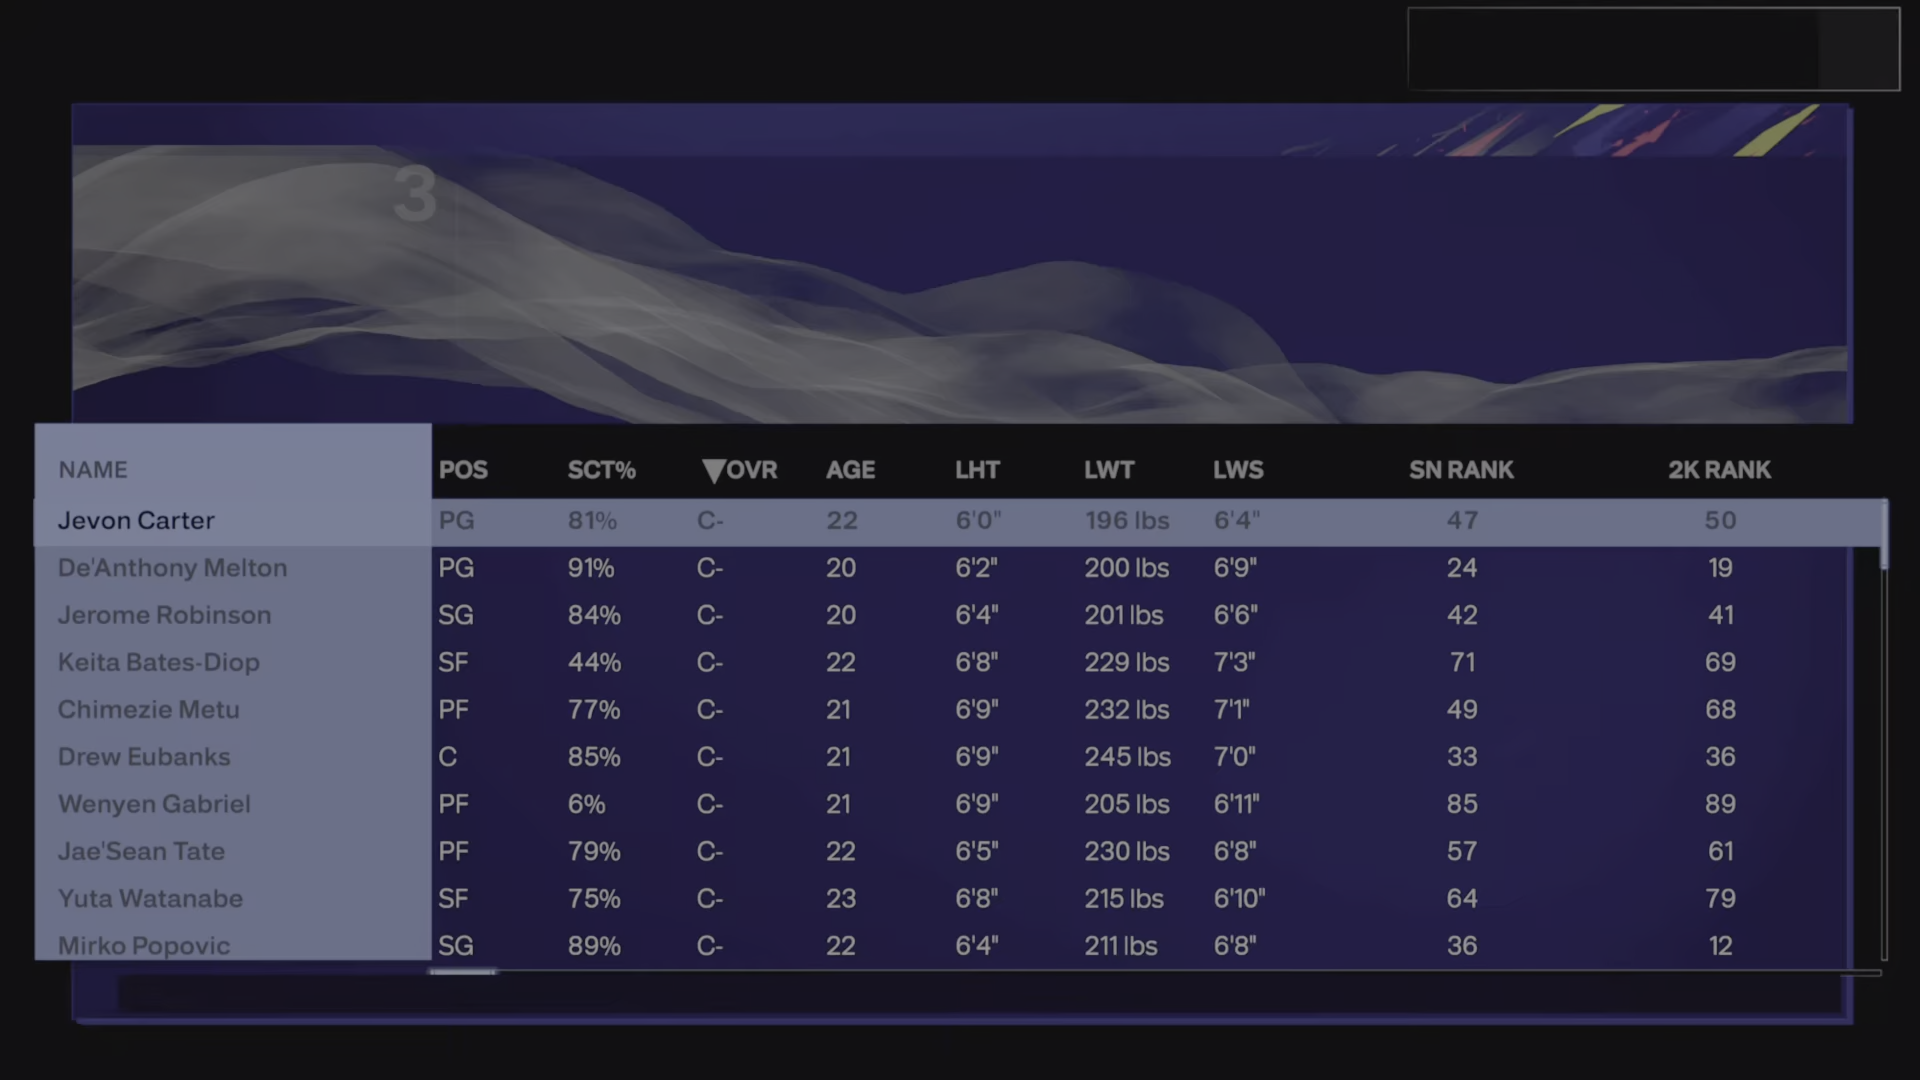 3
NAME POS SCT% ▼OVR AGE LHT LWT LWS SN RANK 2K RANK
Jevon Carter PG 81% C- 22 6'0" 196 lbs 6'4" 47 50
De'Anthony Melton PG 91% C- 20 6'2" 200 lbs 6'9" 24 19
Jerome Robinson SG 84% C- 20 6'4" 201 lbs 6'6" 42 41
Keita Bates-Diop SF 44% C- 22 6'8" 229 lbs 7'3" 71 69
Chimezie Metu PF 77% C- 21 6'9" 232 lbs 7'1" 49 68
Drew Eubanks C 85% C- 21 6'9" 245 lbs 7'0" 33 36
Wenyen Gabriel PF 6% C- 21 6'9" 205 lbs 6'11" 85 89
Jae'Sean Tate PF 79% C- 22 6'5" 230 lbs 6'8" 57 61
Yuta Watanabe SF 75% C- 23 6'8" 215 lbs 6'10" 64 79
Mirko Popovic SG 89% C- 22 6'4" 211 lbs 6'8" 36 12